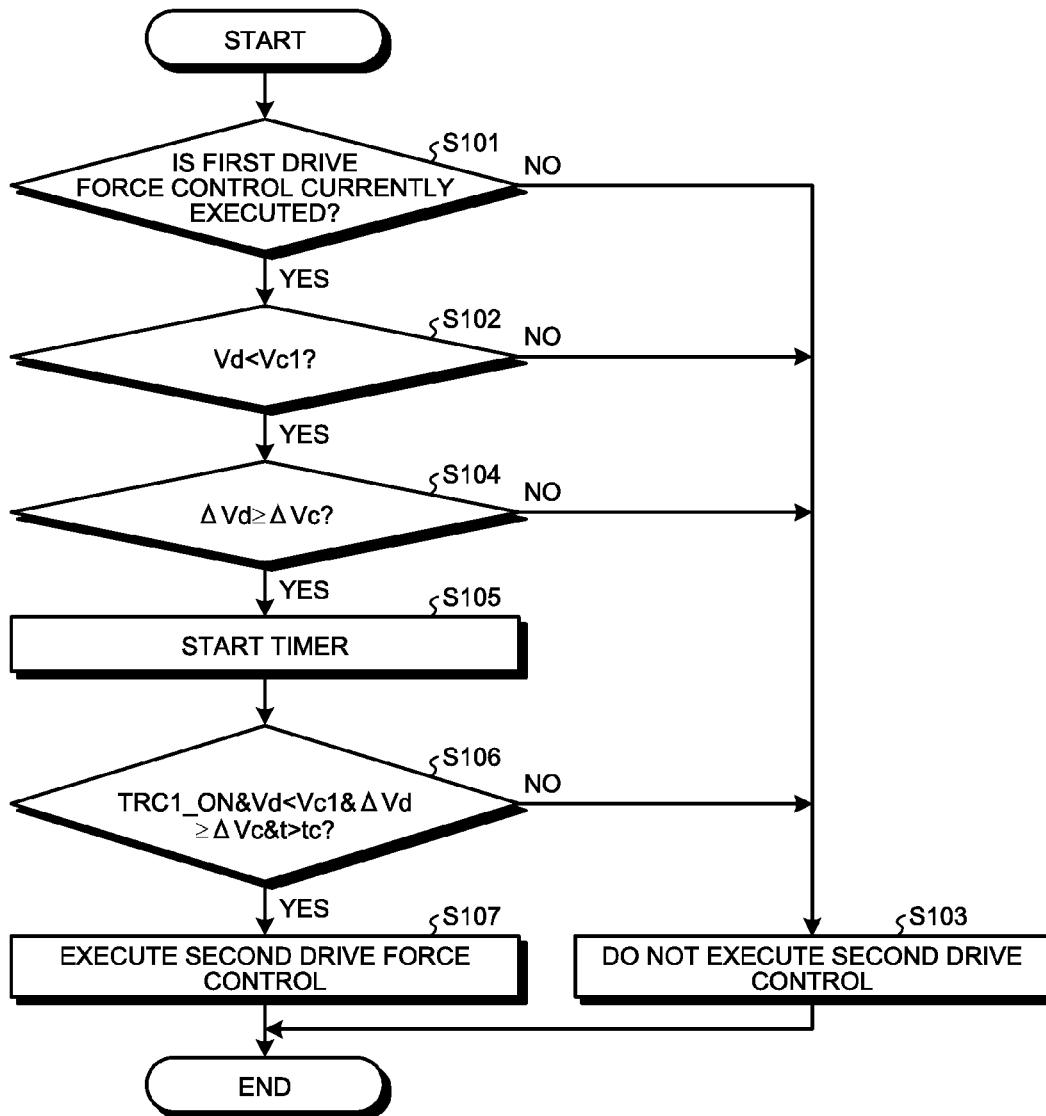 START
S101
IS FIRST DRIVE
FORCE CONTROL CURRENTLY
EXECUTED?
NO
YES
S102
Vd<Vc1?
NO
YES
S104
ΔVd≥ΔVc?
NO
YES
S105
START TIMER
S106
TRC1_ON&Vd<Vc1&ΔVd
≥ΔVc&t>tc?
NO
YES
S107
EXECUTE SECOND DRIVE FORCE
CONTROL
S103
DO NOT EXECUTE SECOND DRIVE
CONTROL
END